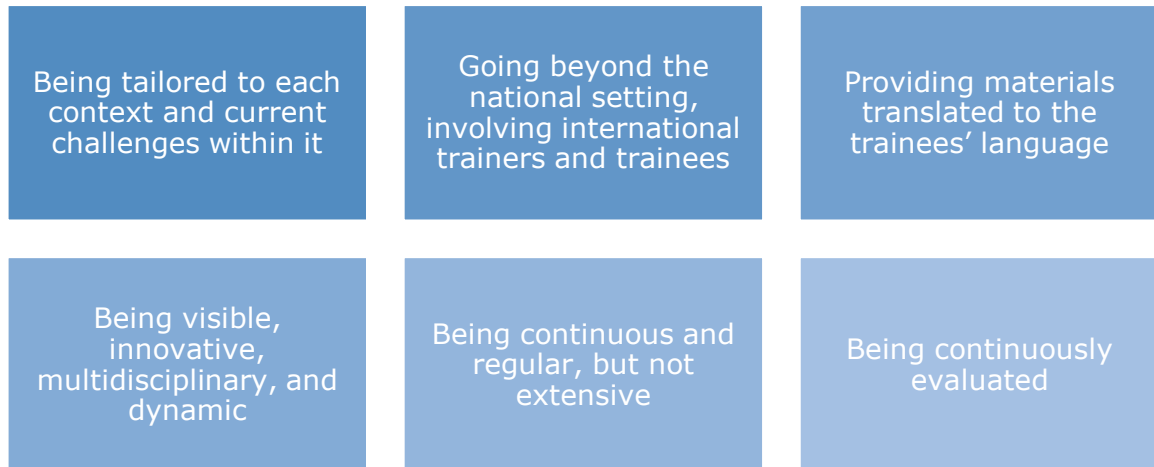 Being tailored to each
context and current
challenges within it
Going beyond the
national setting,
involving international
trainers and trainees
Providing materials
translated to the
trainees’ language
Being visible,
innovative,
multidisciplinary, and
dynamic
Being continuous and
regular, but not
extensive
Being continuously
evaluated